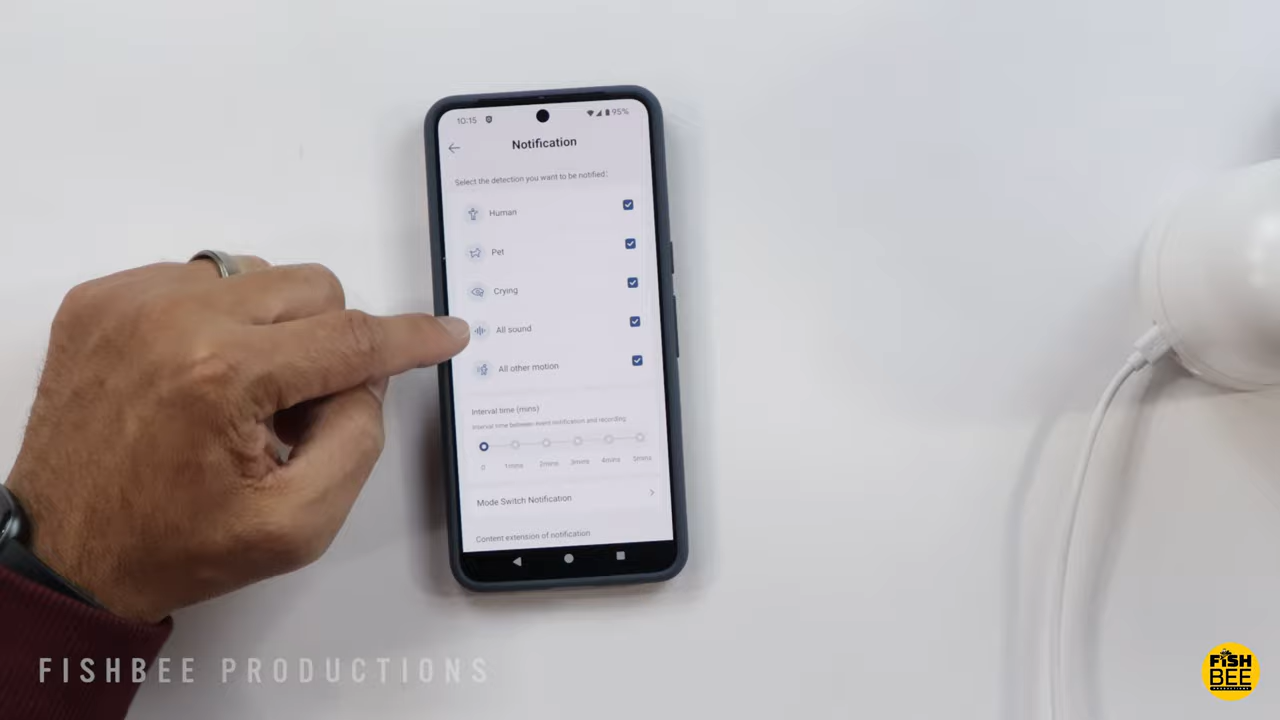 10:15
95%
Notification
Select the detection you want to be notified:
Human
Pet
Crying
All sound
All other motion
Interval time (mins)
Interval time between event notification and recording
0 1mins 2mins 3mins 4mins 5mins
Mode Switch Notification
Content extension of notification
FISHBEE PRODUCTIONS
FISH
BEE
PRODUCTIONS